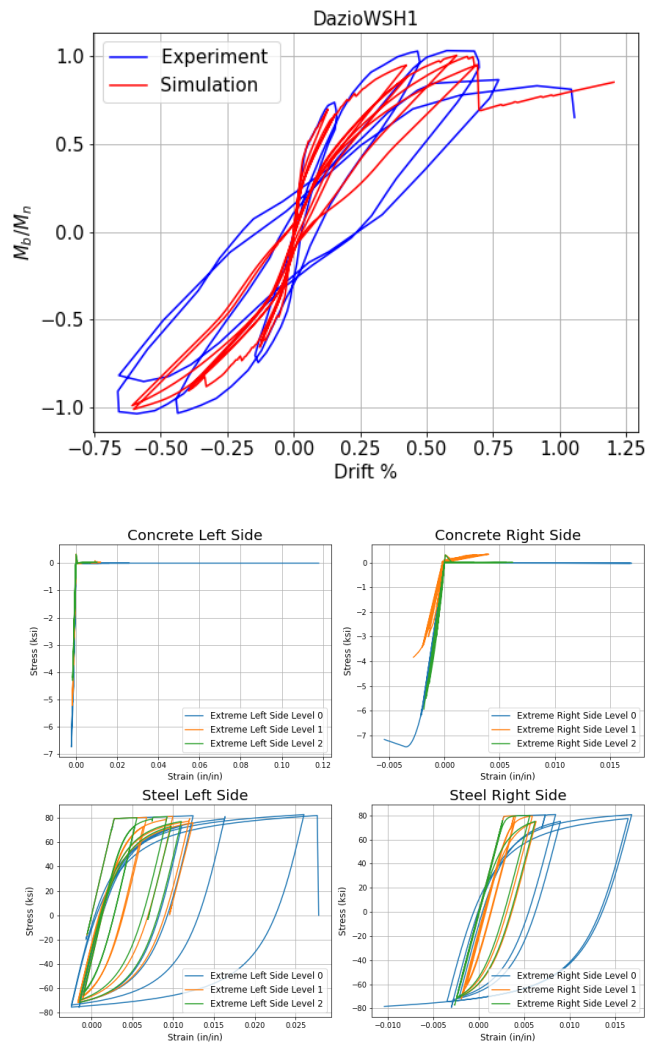 DazioWSH1
Experiment
Simulation
1.0
0.5
0.0
−0.5
−1.0
M_b/M_n
−0.75 −0.50 −0.25 0.00 0.25 0.50 0.75 1.00 1.25
Drift %
Concrete Left Side
0
−1
−2
−3
−4
−5
−6
−7
Stress (ksi)
Extreme Left Side Level 0
Extreme Left Side Level 1
Extreme Left Side Level 2
0.00 0.02 0.04 0.06 0.08 0.10 0.12
Strain (in/in)
Concrete Right Side
0
−1
−2
−3
−4
−5
−6
−7
Stress (ksi)
Extreme Right Side Level 0
Extreme Right Side Level 1
Extreme Right Side Level 2
−0.005 0.000 0.005 0.010 0.015
Strain (in/in)
Steel Left Side
80
60
40
20
0
−20
−40
−60
−80
Stress (ksi)
Extreme Left Side Level 0
Extreme Left Side Level 1
Extreme Left Side Level 2
0.000 0.005 0.010 0.015 0.020 0.025
Strain (in/in)
Steel Right Side
80
60
40
20
0
−20
−40
−60
−80
Stress (ksi)
Extreme Right Side Level 0
Extreme Right Side Level 1
Extreme Right Side Level 2
−0.010 −0.005 0.000 0.005 0.010 0.015
Strain (in/in)